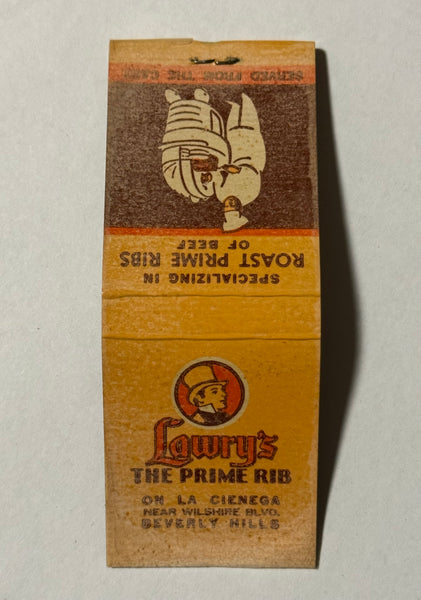 SERVED FROM THE CART
SPECIALIZING IN
ROAST PRIME RIBS
OF BEEF
Lawry's
THE PRIME RIB
ON LA CIENEGA
NEAR WILSHIRE BLVD.
BEVERLY HILLS